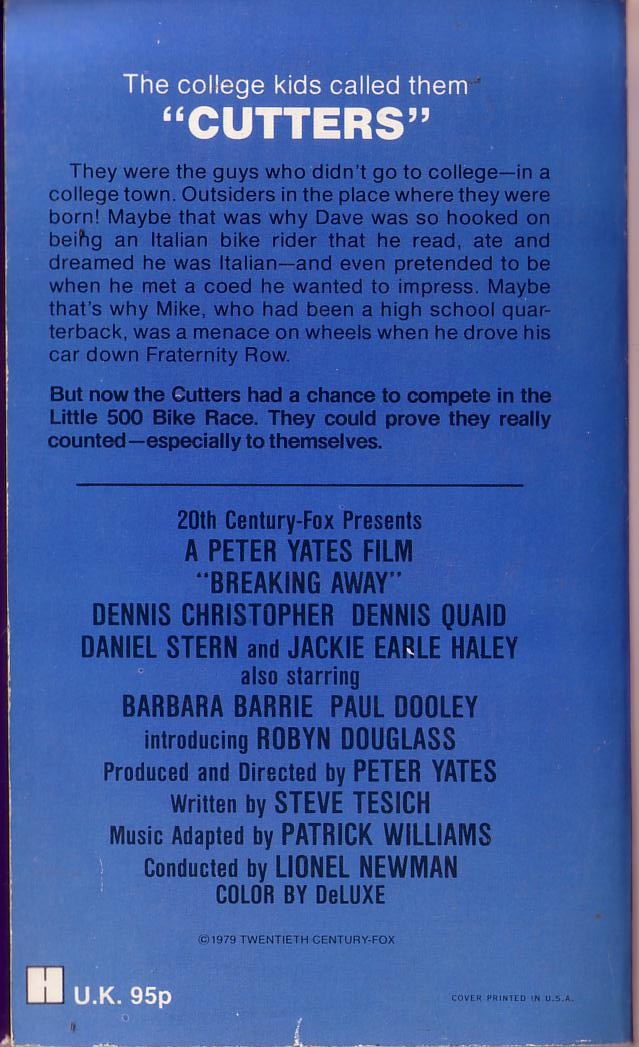 The college kids called them
“CUTTERS”
They were the guys who didn't go to college—in a
college town. Outsiders in the place where they were
born! Maybe that was why Dave was so hooked on
being an Italian bike rider that he read, ate and
dreamed he was Italian—and even pretended to be
when he met a coed he wanted to impress. Maybe
that's why Mike, who had been a high school quar-
terback, was a menace on wheels when he drove his
car down Fraternity Row.
But now the Cutters had a chance to compete in the
Little 500 Bike Race. They could prove they really
counted—especially to themselves.
20th Century-Fox Presents
A PETER YATES FILM
“BREAKING AWAY”
DENNIS CHRISTOPHER DENNIS QUAID
DANIEL STERN and JACKIE EARLE HALEY
also starring
BARBARA BARRIE PAUL DOOLEY
introducing ROBYN DOUGLASS
Produced and Directed by PETER YATES
Written by STEVE TESICH
Music Adapted by PATRICK WILLIAMS
Conducted by LIONEL NEWMAN
COLOR BY DeLUXE
©1979 TWENTIETH CENTURY-FOX
H U.K. 95p
COVER PRINTED IN U.S.A.